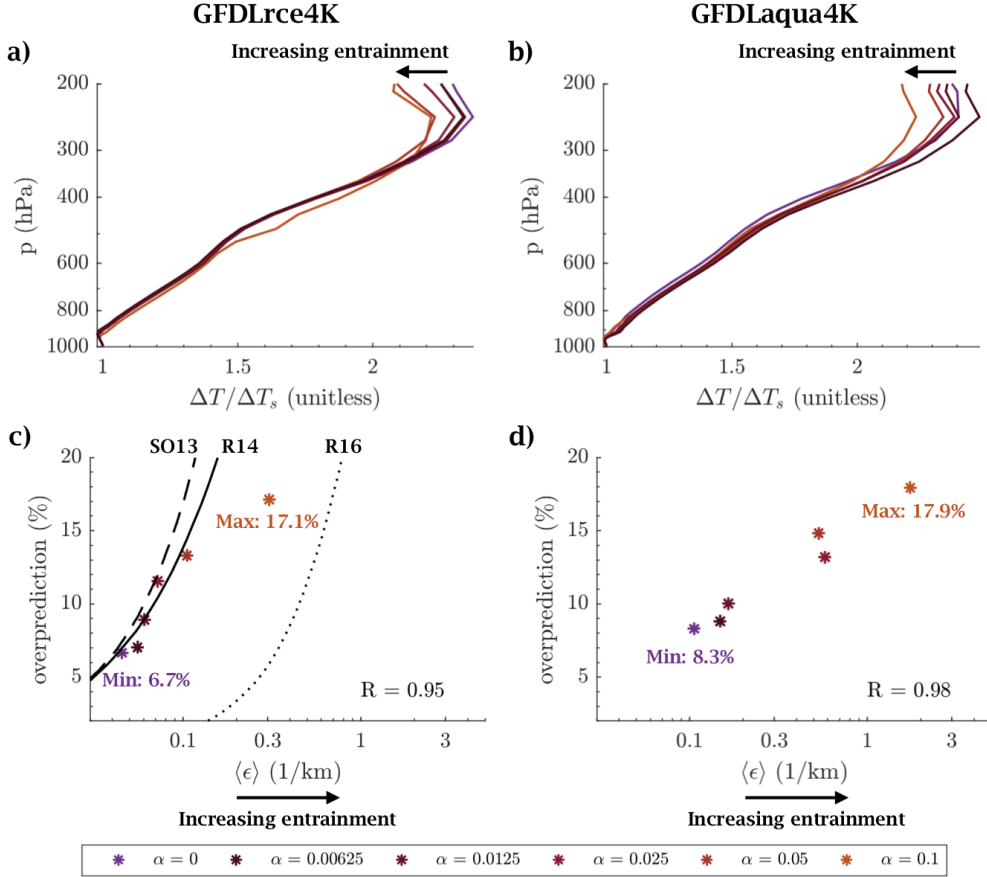 GFDLrce4K
GFDLaqua4K
a)
Increasing entrainment
200
300
400
600
800
1000
p (hPa)
1
1.5
2
ΔT/ΔTₛ (unitless)
b)
Increasing entrainment
200
300
400
600
800
1000
p (hPa)
1
1.5
2
ΔT/ΔTₛ (unitless)
c)
SO13
R14
R16
20
15
10
5
overprediction (%)
Max: 17.1%
Min: 6.7%
R = 0.95
0.1
0.3
1
3
⟨ϵ⟩ (1/km)
Increasing entrainment
d)
20
15
10
5
overprediction (%)
Max: 17.9%
Min: 8.3%
R = 0.98
0.1
0.3
1
3
⟨ϵ⟩ (1/km)
Increasing entrainment
α = 0 α = 0.00625 α = 0.0125 α = 0.025 α = 0.05 α = 0.1